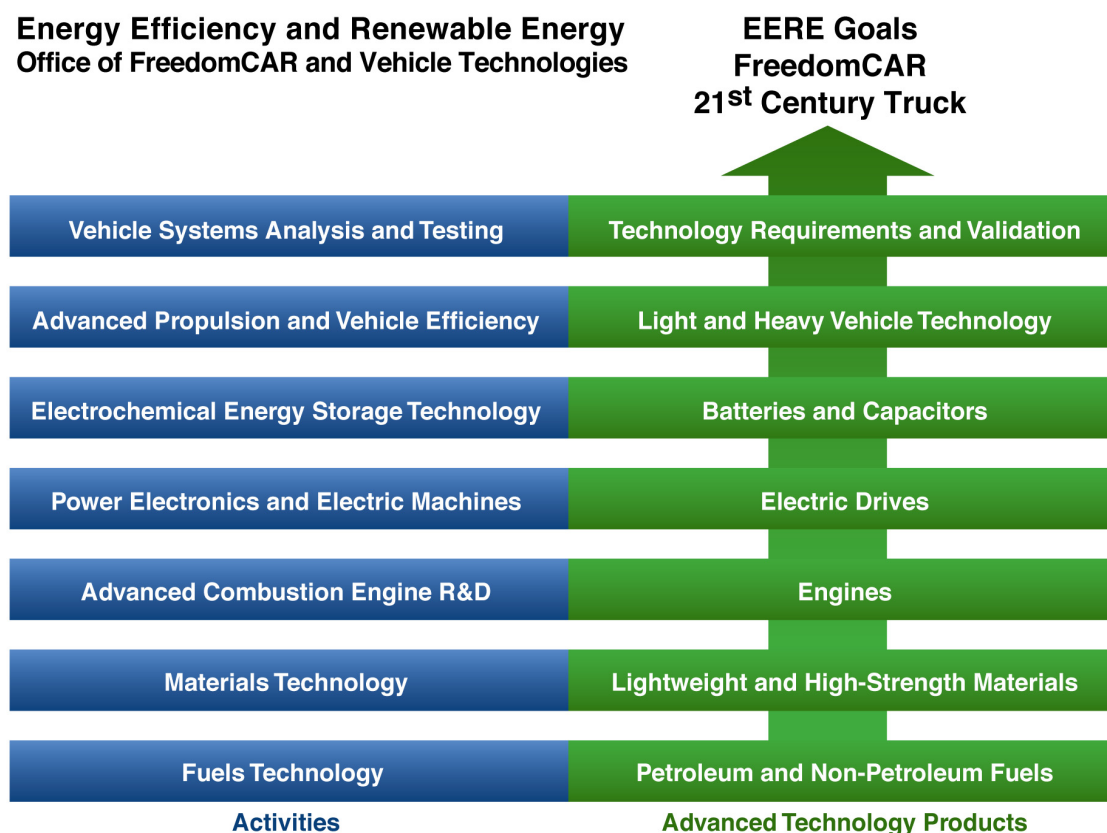 Energy Efficiency and Renewable Energy
Office of FreedomCAR and Vehicle Technologies
EERE Goals
FreedomCAR
21st Century Truck
Vehicle Systems Analysis and Testing
Technology Requirements and Validation
Advanced Propulsion and Vehicle Efficiency
Light and Heavy Vehicle Technology
Electrochemical Energy Storage Technology
Batteries and Capacitors
Power Electronics and Electric Machines
Electric Drives
Advanced Combustion Engine R&D
Engines
Materials Technology
Lightweight and High-Strength Materials
Fuels Technology
Petroleum and Non-Petroleum Fuels
Activities
Advanced Technology Products